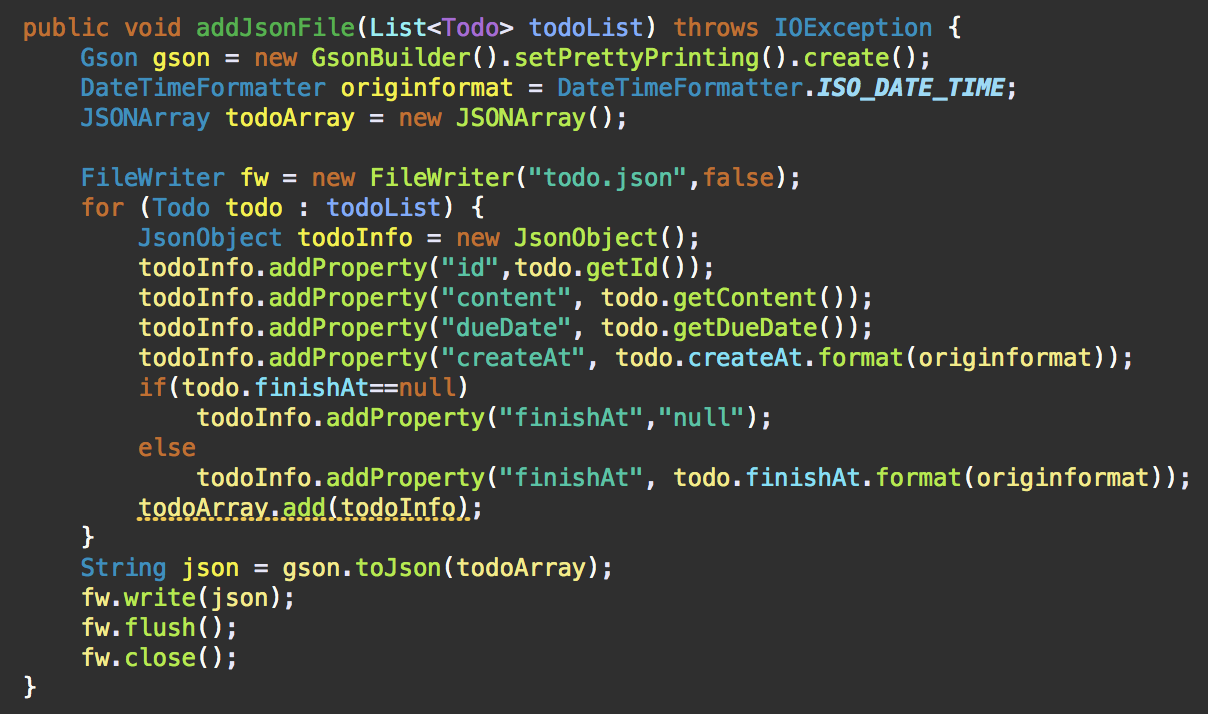 public void addJsonFile(List<Todo> todoList) throws IOException {
    Gson gson = new GsonBuilder().setPrettyPrinting().create();
    DateTimeFormatter originformat = DateTimeFormatter.ISO_DATE_TIME;
    JSONArray todoArray = new JSONArray();

    FileWriter fw = new FileWriter("todo.json",false);
    for (Todo todo : todoList) {
        JsonObject todoInfo = new JsonObject();
        todoInfo.addProperty("id",todo.getId());
        todoInfo.addProperty("content", todo.getContent());
        todoInfo.addProperty("dueDate", todo.getDueDate());
        todoInfo.addProperty("createAt", todo.createAt.format(originformat));
        if(todo.finishAt==null)
            todoInfo.addProperty("finishAt","null");
        else
            todoInfo.addProperty("finishAt", todo.finishAt.format(originformat));
        todoArray.add(todoInfo);
    }
    String json = gson.toJson(todoArray);
    fw.write(json);
    fw.flush();
    fw.close();
}